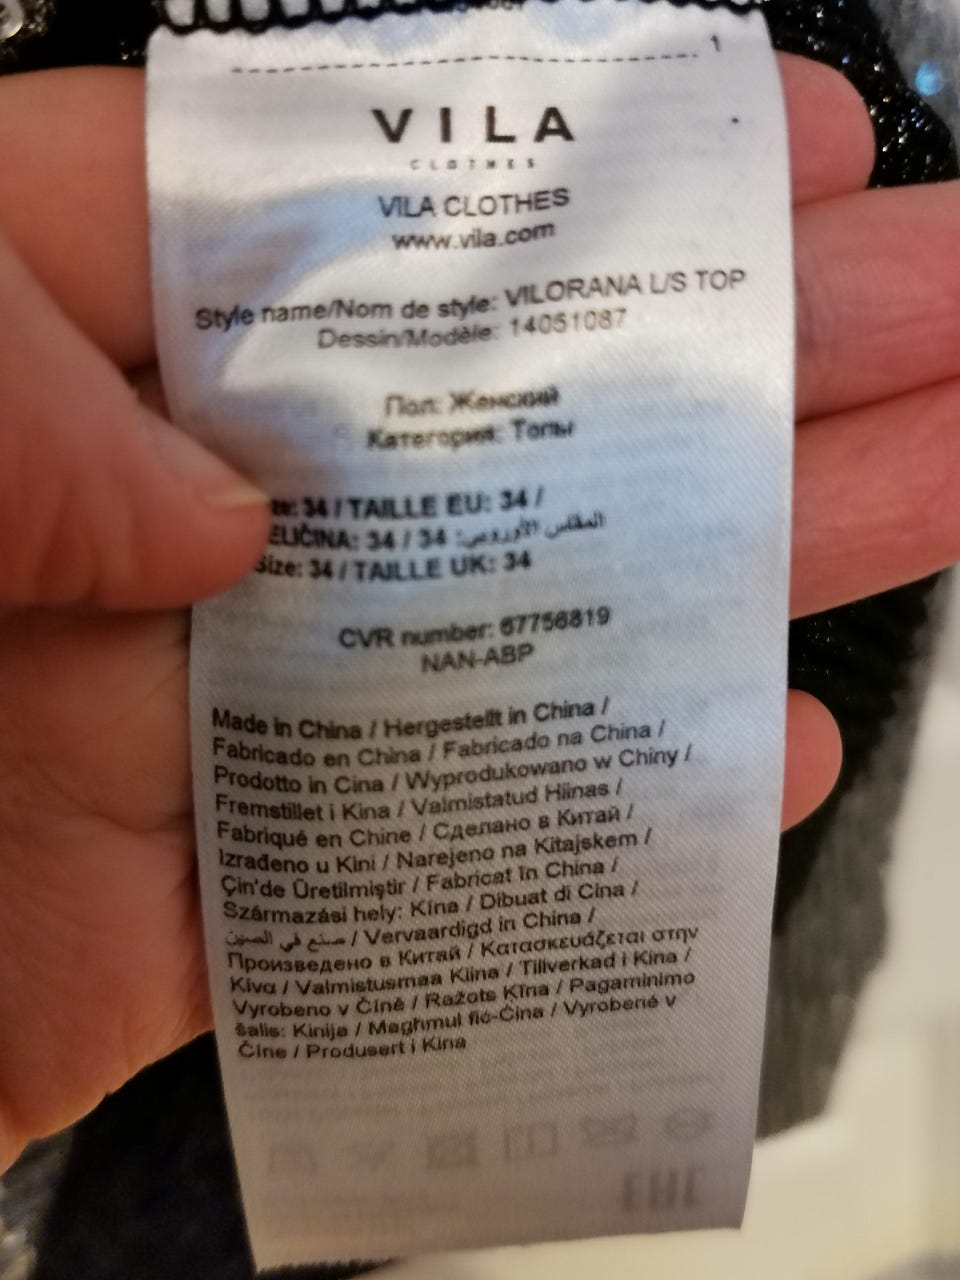 1
VILA
CLOTHES
VILA CLOTHES
www.vila.com
Style name/Nom de style: VILORANA L/S TOP
Dessin/Modèle: 14051087
Пол: Женский
Категория: Топы
ze: 34 / TAILLE EU: 34 /
ELIČINA: 34 / 34 :المقاس الأوروبي
Size: 34 / TAILLE UK: 34
CVR number: 67756819
NAN-ABP
Made in China / Hergestellt in China /
Fabricado en China / Fabricado na China /
Prodotto in Cina / Wyprodukowano w Chiny /
Fremstillet i Kina / Valmistatud Hiinas /
Fabriqué en Chine / Сделано в Китай /
Izrađeno u Kini / Narejeno na Kitajskem /
Çin'de Üretilmiştir / Fabricat în China /
Származási hely: Kína / Dibuat di Cina /
صنع في الصين / Vervaardigd in China /
Произведено в Китай / Κατασκευάζεται στην
Κίνα / Valmistusmaa Kiina / Tillverkad i Kina /
Vyrobeno v Číně / Ražots Ķīna / Pagaminimo
šalis: Kinija / Magħmul fiċ-Ċina / Vyrobené v
Číne / Produsert i Kina
EAC